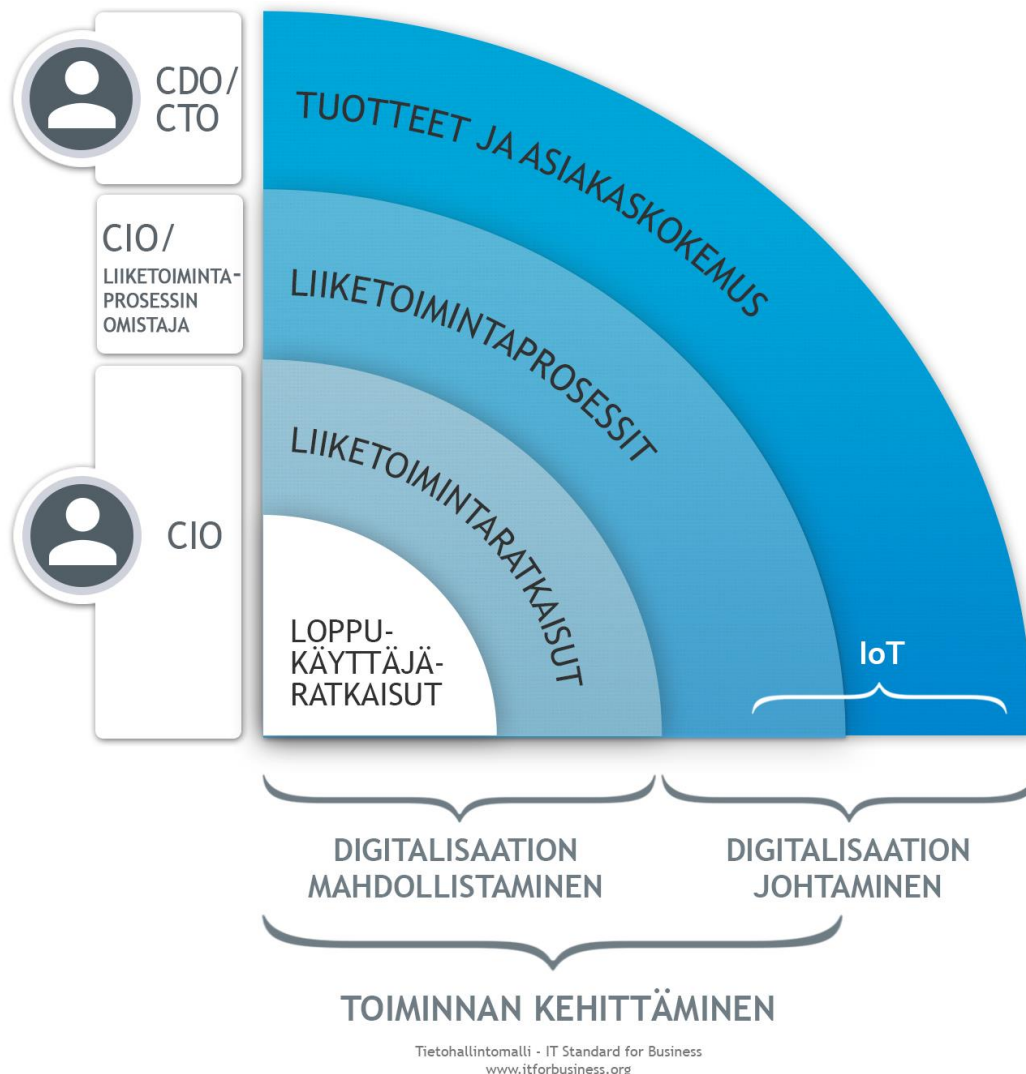 CDO/
CTO
TUOTTEET JA ASIAKASKOKEMUS
CIO/
LIIKETOIMINTA-
PROSESSIN
OMISTAJA
LIIKETOIMINTAPROSESSIT
LIIKETOIMINTARATKAISUT
CIO
LOPPU-
KÄYTTÄJÄ-
RATKAISUT
IoT
DIGITALISAATION
MAHDOLLISTAMINEN
DIGITALISAATION
JOHTAMINEN
TOIMINNAN KEHITTÄMINEN
Tietohallintomalli - IT Standard for Business
www.itforbusiness.org